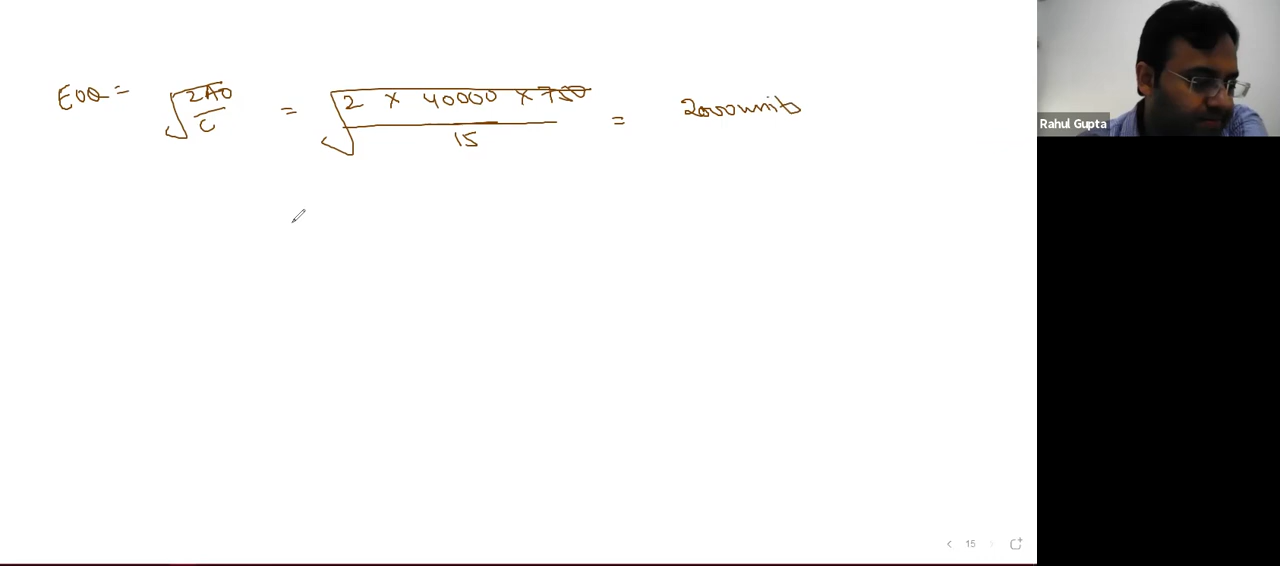 EOQ = √2AO/C = √2 × 40000 × 750/15 = 2000 units
Rahul Gupta
15